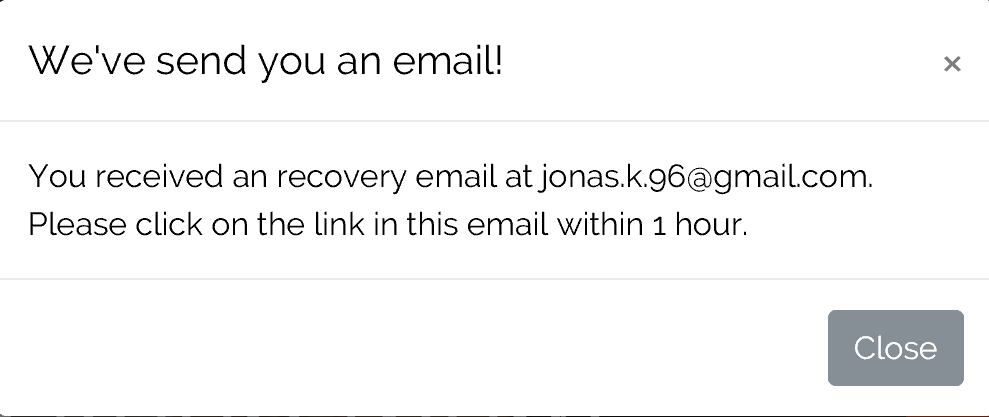 We've send you an email!
×
You received an recovery email at jonas.k.96@gmail.com.
Please click on the link in this email within 1 hour.
Close